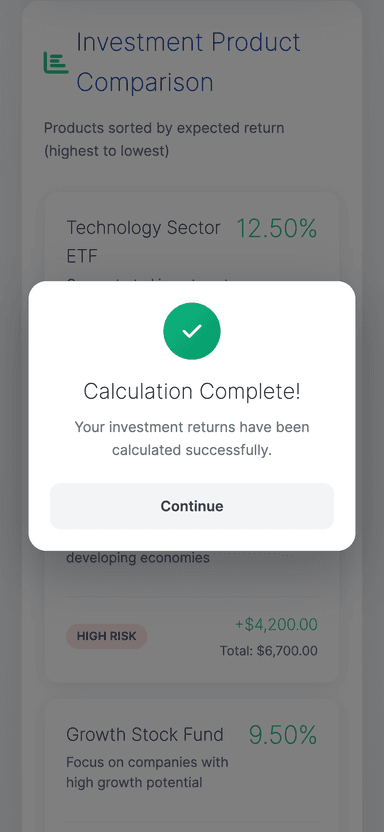 Investment Product
Comparison
Products sorted by expected return
(highest to lowest)
Technology Sector
ETF
12.50%
Calculation Complete!
Your investment returns have been
calculated successfully.
Continue
developing economies
HIGH RISK
+$4,200.00
Total: $6,700.00
Growth Stock Fund
9.50%
Focus on companies with
high growth potential